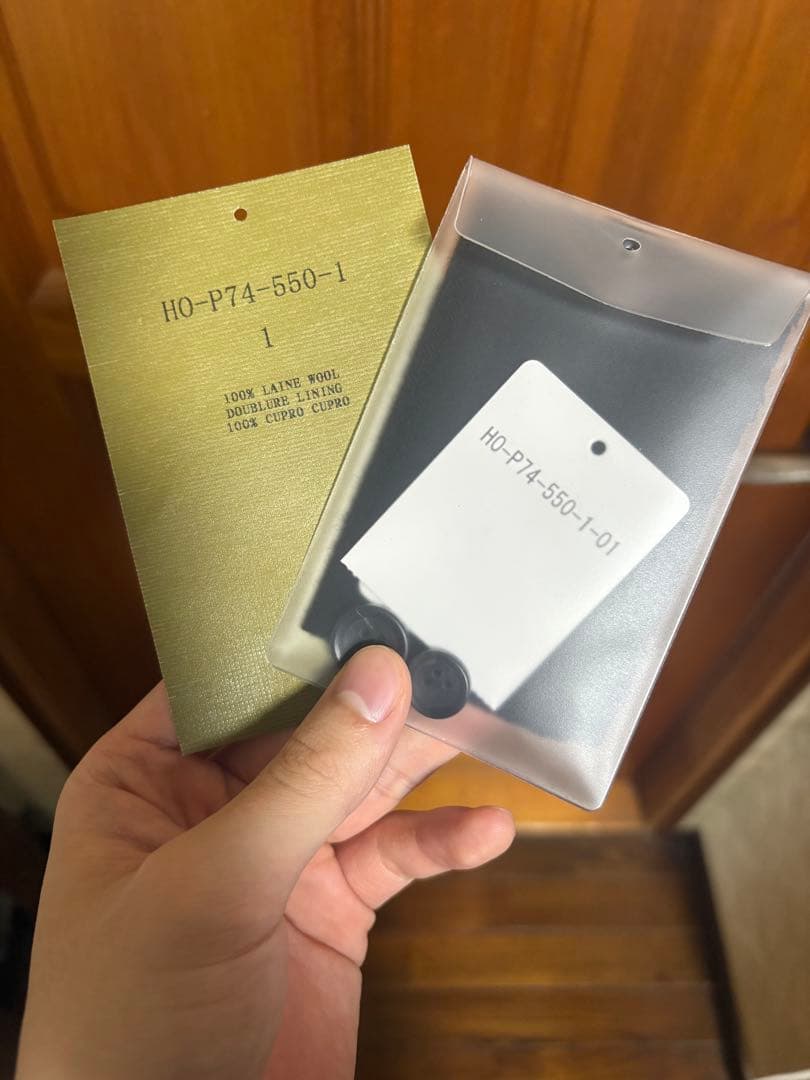 HO-P74-550-1
1
100% LAINE WOOL
DOUBLURE LINING
100% CUPRO CUPRO
HO-P74-550-1-01